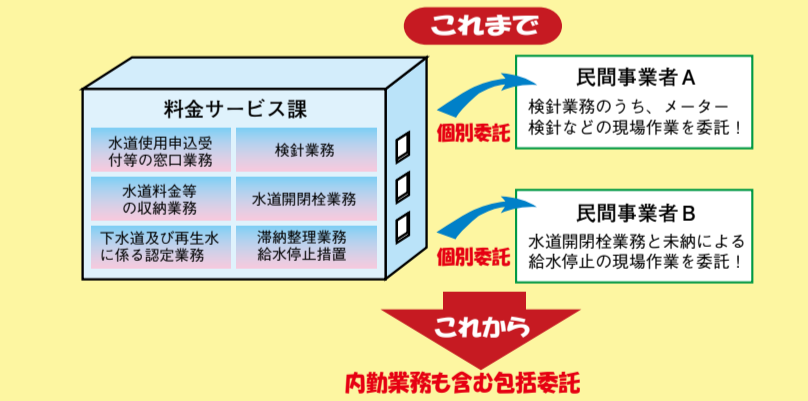 これまで
料金サービス課
水道使用申込受
付等の窓口業務
検針業務
水道料金等
の収納業務
水道開閉栓業務
下水道及び再生水
に係る認定業務
滞納整理業務
給水停止措置
個別委託
民間事業者A
検針業務のうち、メーター
検針などの現場作業を委託！
個別委託
民間事業者B
水道開閉栓業務と未納による
給水停止の現場作業を委託！
これから
内勤業務も含む包括委託